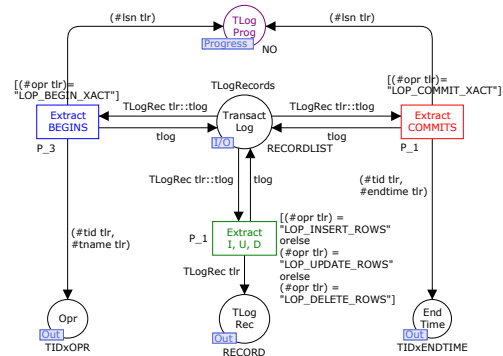 (#lsn tlr)
TLog
Prog
(#lsn tlr)
Progress
NO
[(#opr tlr)=
"LOP_BEGIN_XACT"]
TLogRecords
[(#opr tlr)=
"LOP_COMMIT_XACT"]
Extract
BEGINS
TLogRec tlr::tlog
Transact
Log
TLogRec tlr::tlog
Extract
COMMITS
tlog
tlog
I/O
RECORDLIST
P_3
P_1
TLogRec tlr::tlog
tlog
(#tid tlr,
#endtime tlr)
(#tid tlr,
#tname tlr)
P_1
Extract
I, U, D
[(#opr tlr) =
"LOP_INSERT_ROWS"
orelse
(#opr tlr) =
"LOP_UPDATE_ROWS"
orelse
(#opr tlr) =
"LOP_DELETE_ROWS"]
TLogRec tlr
Opr
Out
TIDxOPR
TLog
Rec
Out
RECORD
End
Time
Out
TIDxENDTIME